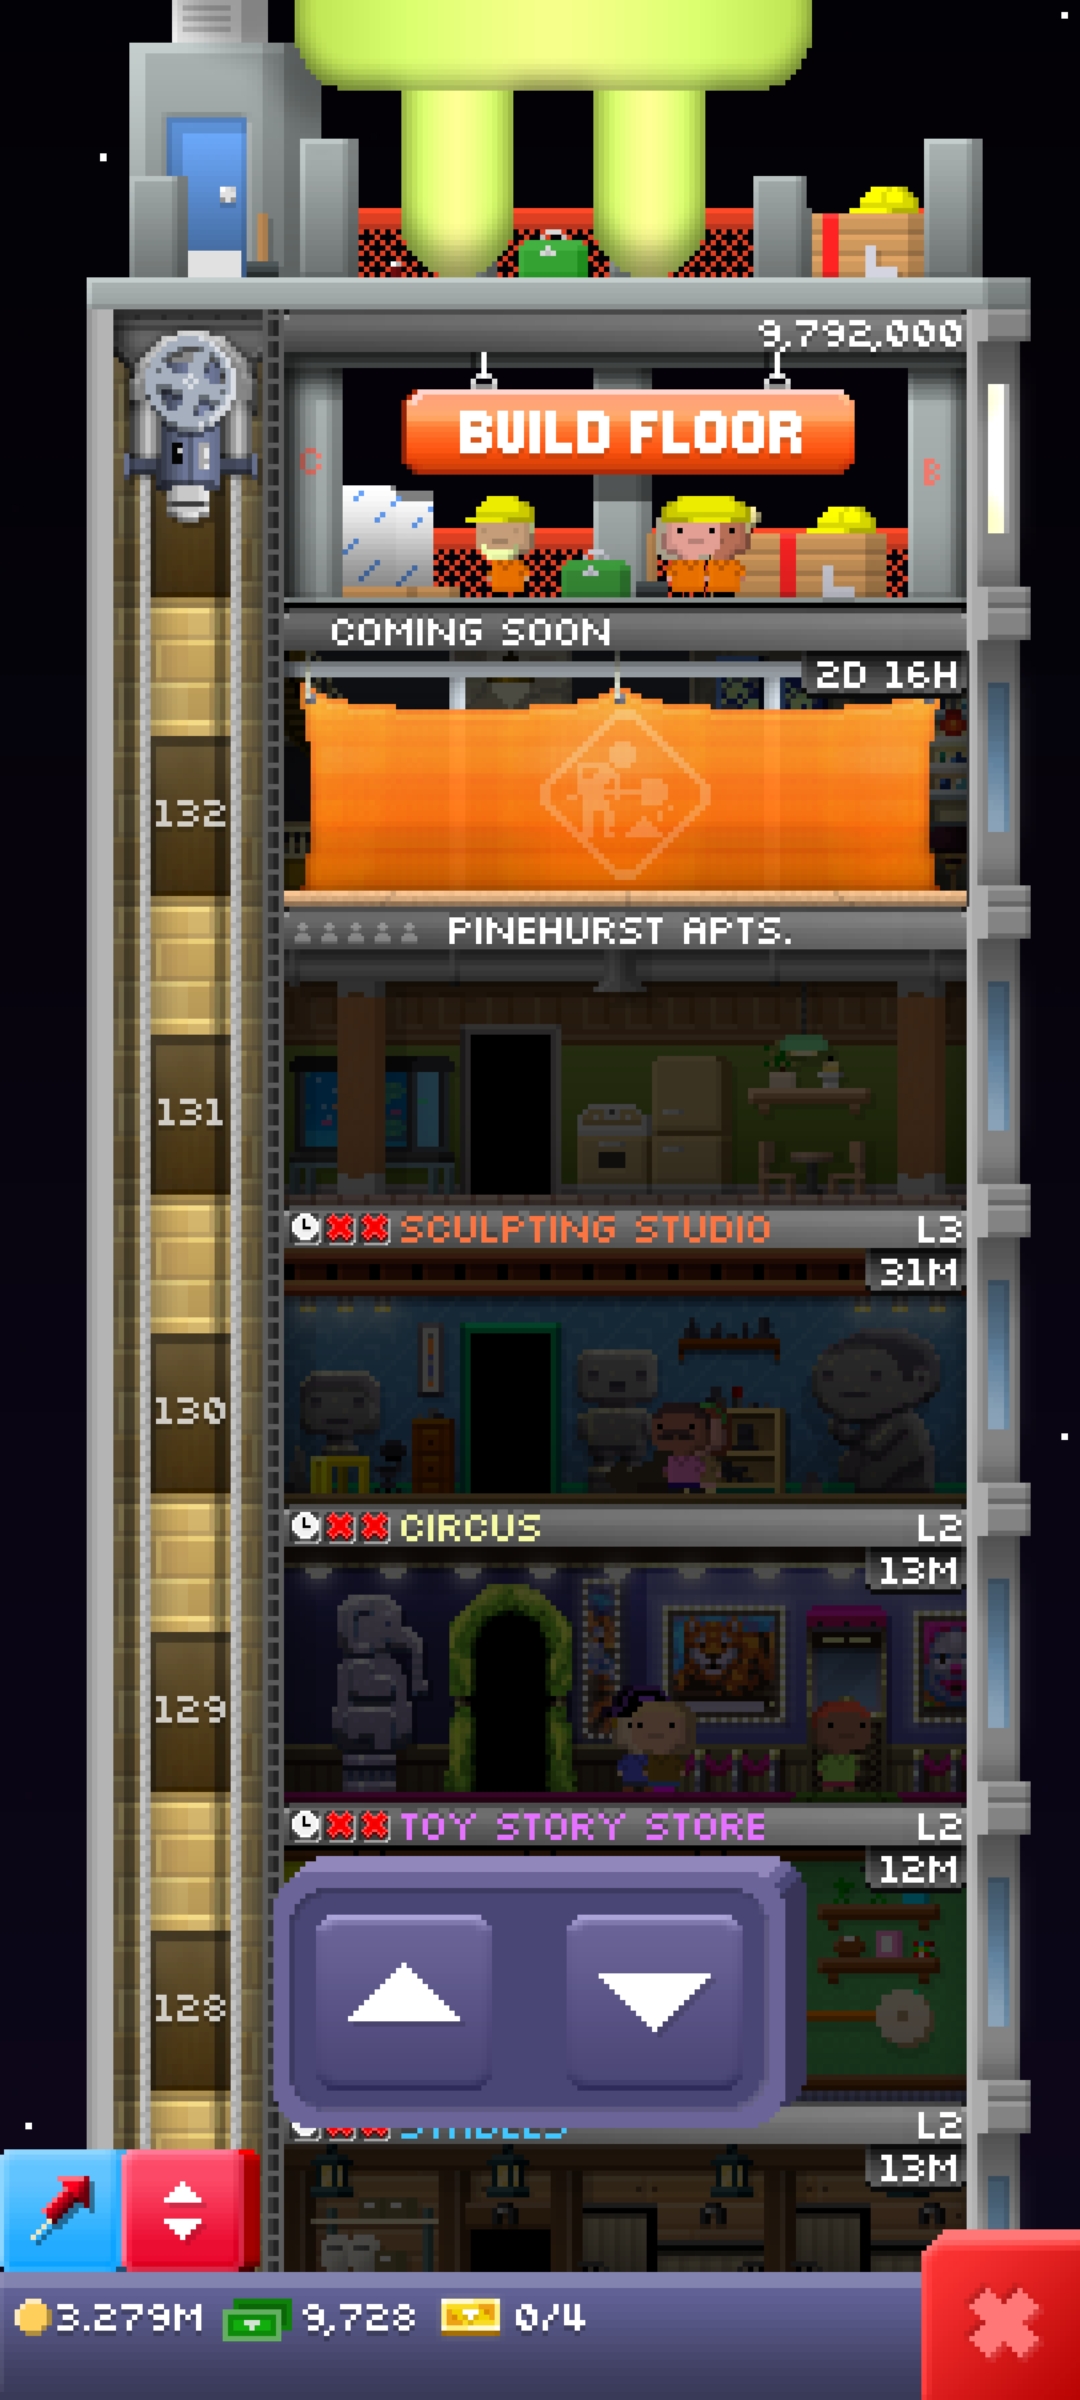 9,792,000
BUILD FLOOR
C
B
COMING SOON
2D 16H
132
PINEHURST APTS.
131
SCULPTING STUDIO L3
31M
130
CIRCUS L2
13M
129
TOY STORY STORE L2
12M
128
STABLES L2
13M
3.279M 9,728 0/4